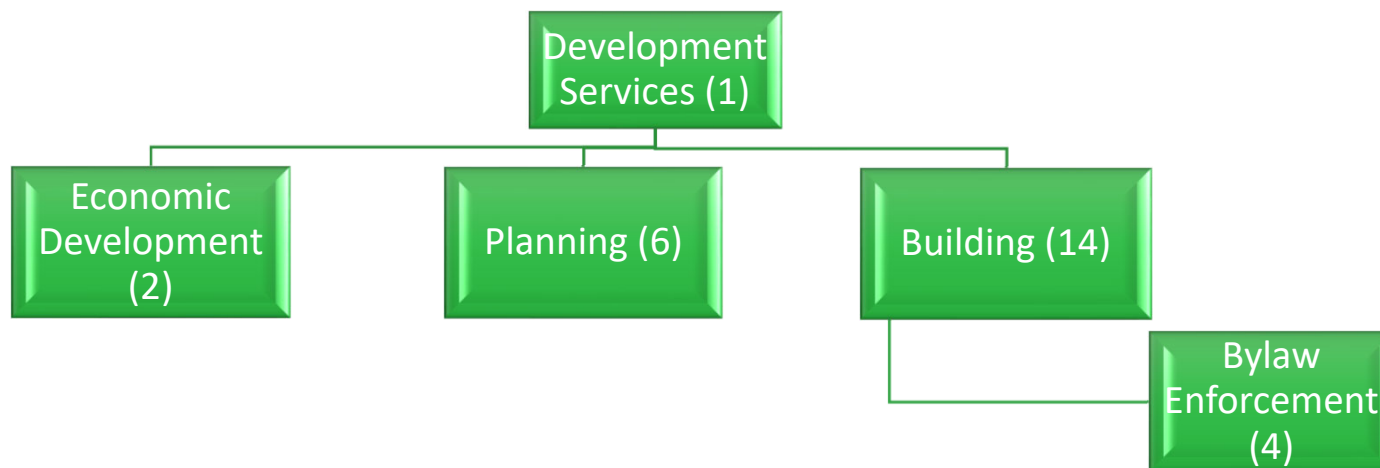 Development
Services (1)
Economic
Development
(2)
Planning (6)
Building (14)
Bylaw
Enforcement
(4)